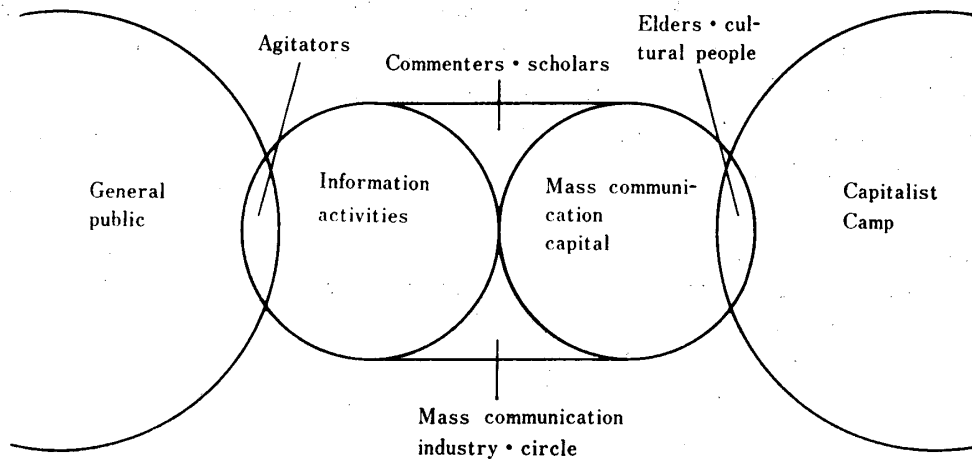 Agitators
Commenters • scholars
Elders • cul-
tural people
General
public
Information
activities
Mass communi-
cation
capital
Capitalist
Camp
Mass communication
industry • circle